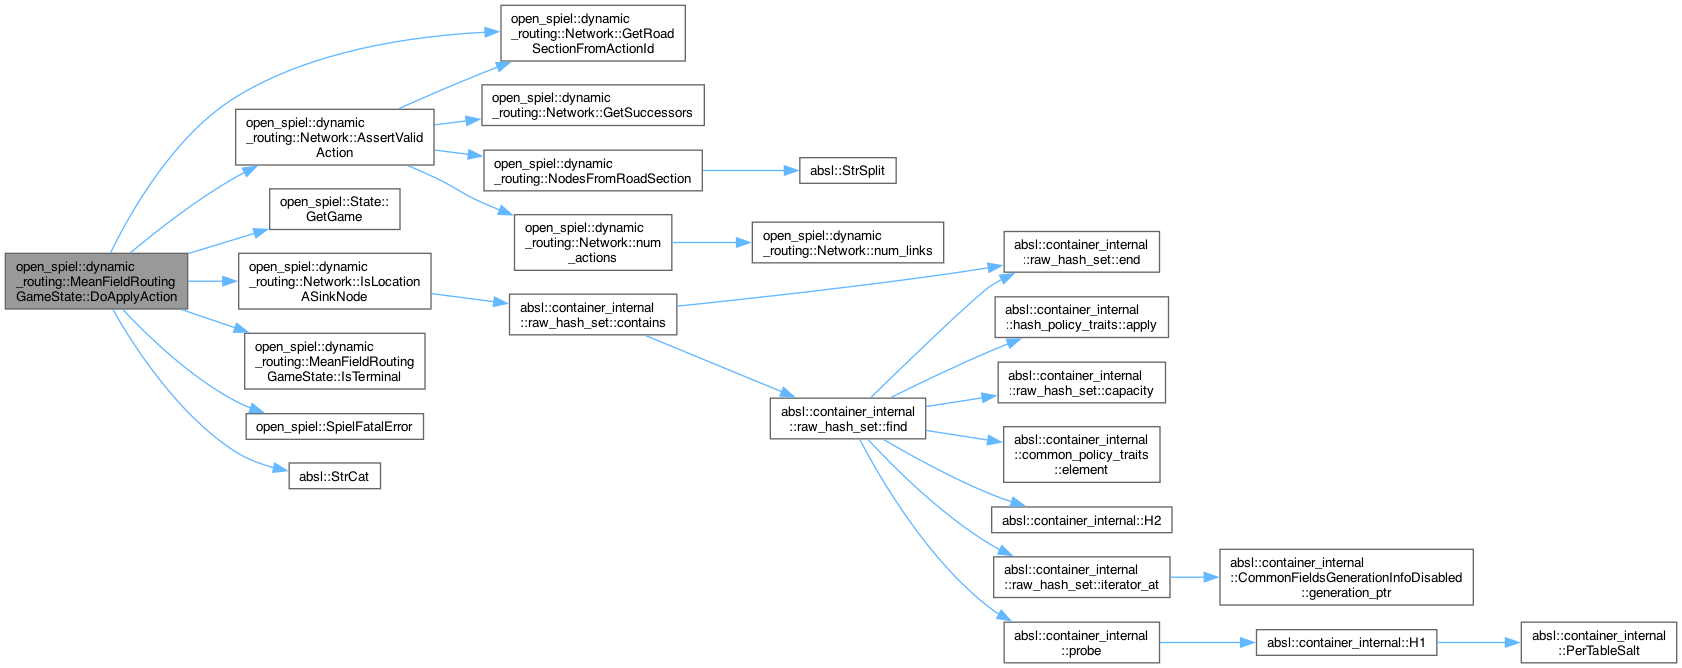 open_spiel::dynamic
_routing::MeanFieldRouting
GameState::DoApplyAction
open_spiel::dynamic
_routing::Network::GetRoad
SectionFromActionId
open_spiel::dynamic
_routing::Network::AssertValid
Action
open_spiel::dynamic
_routing::Network::GetSuccessors
open_spiel::dynamic
_routing::NodesFromRoadSection
absl::StrSplit
open_spiel::dynamic
_routing::Network::num
_actions
open_spiel::dynamic
_routing::Network::num_links
open_spiel::State::
GetGame
open_spiel::dynamic
_routing::Network::IsLocation
ASinkNode
absl::container_internal
::raw_hash_set::contains
absl::container_internal
::raw_hash_set::end
absl::container_internal
::raw_hash_set::find
absl::container_internal
::hash_policy_traits::apply
absl::container_internal
::raw_hash_set::capacity
absl::container_internal
::common_policy_traits
::element
absl::container_internal::H2
absl::container_internal
::raw_hash_set::iterator_at
absl::container_internal
::CommonFieldsGenerationInfoDisabled
::generation_ptr
absl::container_internal
::probe
absl::container_internal::H1
absl::container_internal
::PerTableSalt
open_spiel::dynamic
_routing::MeanFieldRouting
GameState::IsTerminal
open_spiel::SpielFatalError
absl::StrCat